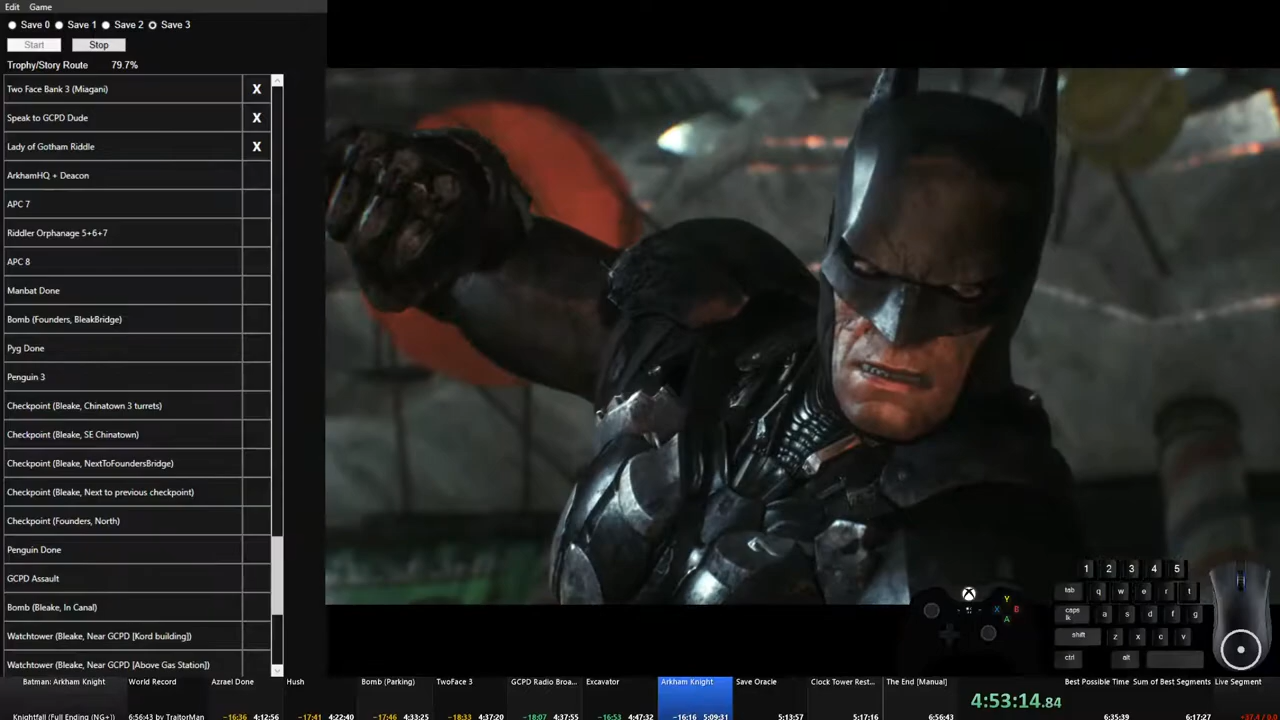 Edit Game
Save 0 Save 1 Save 2 Save 3
Start Stop
Trophy/Story Route 79.7%
Two Face Bank 3 (Miagani) X
Speak to GCPD Dude X
Lady of Gotham Riddle X
ArkhamHQ + Deacon
APC 7
Riddler Orphanage 5+6+7
APC 8
Manbat Done
Bomb (Founders, BleakBridge)
Pyg Done
Penguin 3
Checkpoint (Bleake, Chinatown 3 turrets)
Checkpoint (Bleake, SE Chinatown)
Checkpoint (Bleake, NextToFoundersBridge)
Checkpoint (Bleake, Next to previous checkpoint)
Checkpoint (Founders, North)
Penguin Done
GCPD Assault
Bomb (Bleake, In Canal)
Watchtower (Bleake, Near GCPD [Kord building])
Watchtower (Bleake, Near GCPD [Above Gas Station])
1 2 3 4 5
tab q w e r t
caps lk a s d f g
shift z x c v
ctrl alt
Y
X B
A
Batman: Arkham Knight World Record Azrael Done Hush Bomb (Parking) TwoFace 3 GCPD Radio Broa... Excavator Arkham Knight Save Oracle Clock Tower Rest... The End [Manual] 4:53:14.84 Best Possible Time Sum of Best Segments Live Segment
Knightfall (Full Ending (NG+)) 6:56:43 by TraitorMan -16:36 4:12:56 -17:41 4:22:40 -17:46 4:33:25 -18:33 4:37:20 -18:07 4:37:55 -16:53 4:47:32 -16:16 5:09:31 5:13:57 5:17:16 6:56:43 6:35:39 6:17:27 +37.4 / 0.0